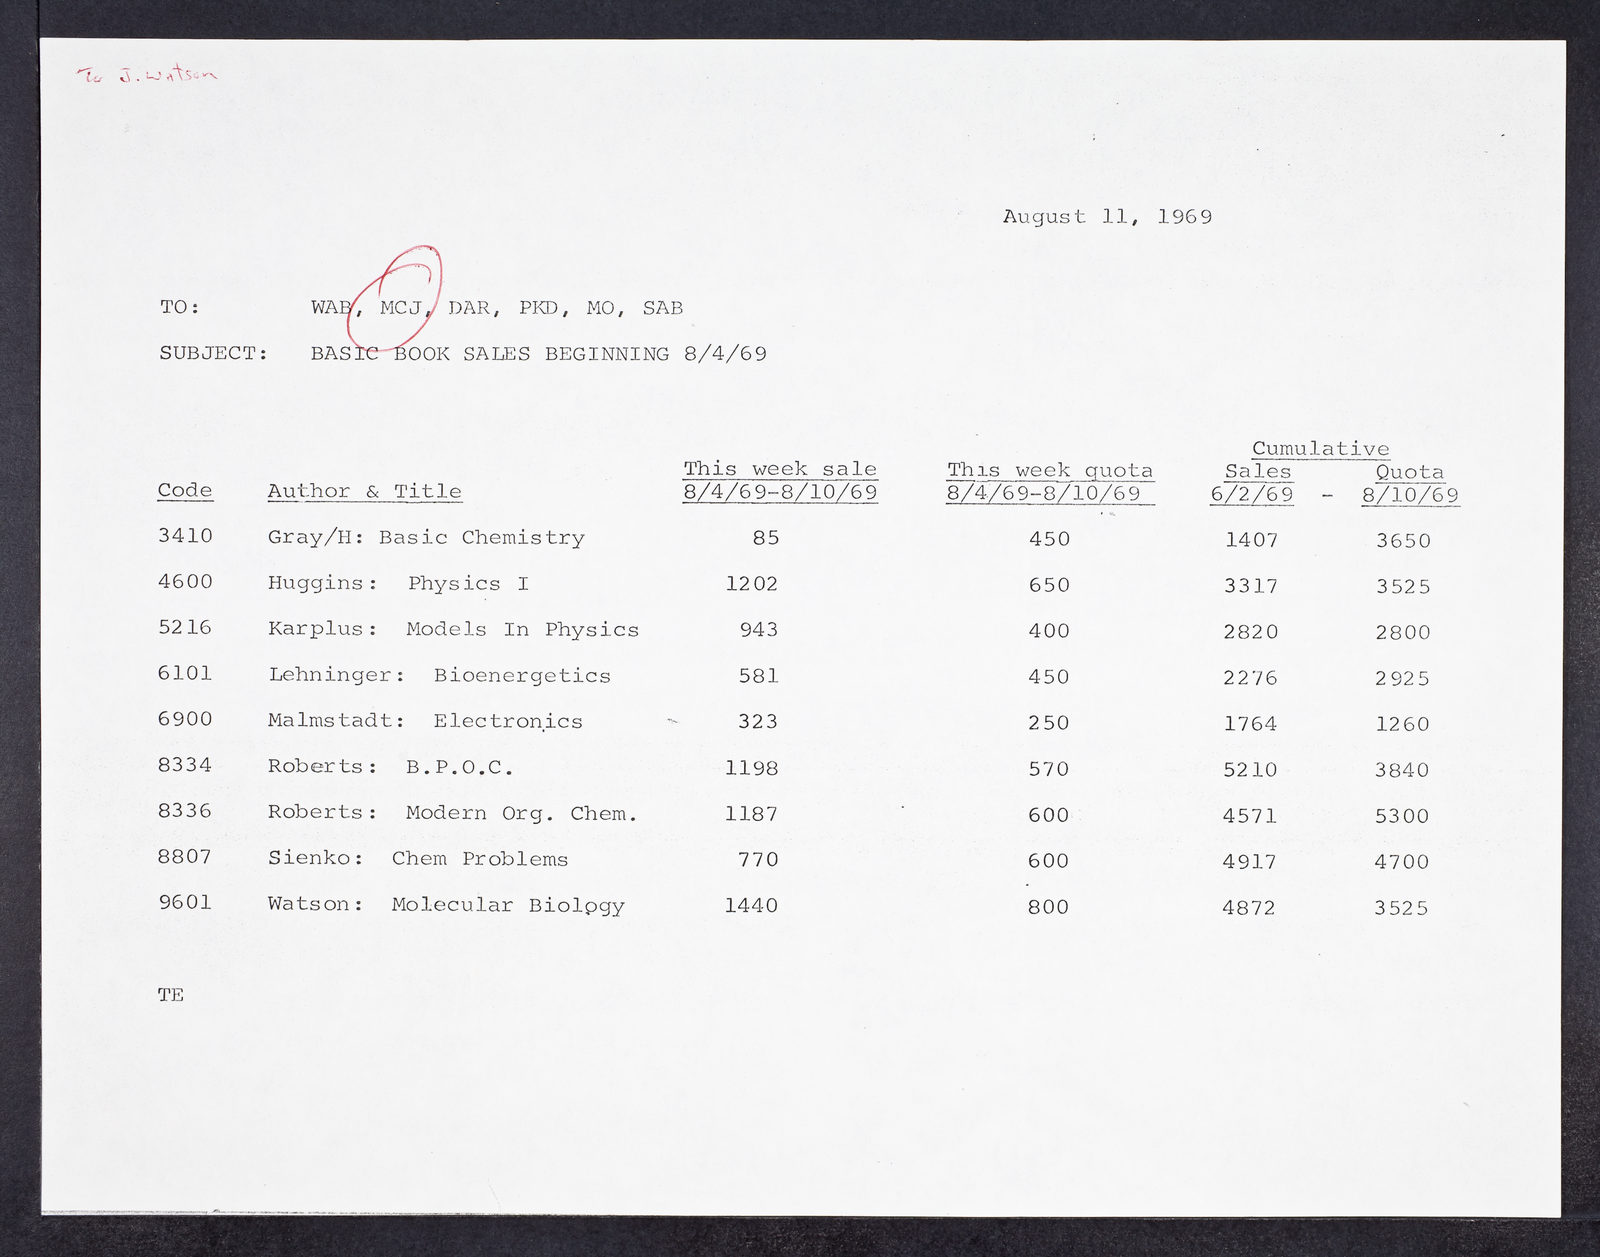 To J. Watson
August 11, 1969
TO: WAB, MCJ, DAR, PKD, MO, SAB
SUBJECT: BASIC BOOK SALES BEGINNING 8/4/69
Cumulative
This week sale This week quota Sales Quota
Code Author & Title 8/4/69-8/10/69 8/4/69-8/10/69 6/2/69 - 8/10/69
3410 Gray/H: Basic Chemistry 85 450 1407 3650
4600 Huggins: Physics I 1202 650 3317 3525
5216 Karplus: Models In Physics 943 400 2820 2800
6101 Lehninger: Bioenergetics 581 450 2276 2925
6900 Malmstadt: Electronics 323 250 1764 1260
8334 Roberts: B.P.O.C. 1198 570 5210 3840
8336 Roberts: Modern Org. Chem. 1187 600 4571 5300
8807 Sienko: Chem Problems 770 600 4917 4700
9601 Watson: Molecular Biology 1440 800 4872 3525
TE